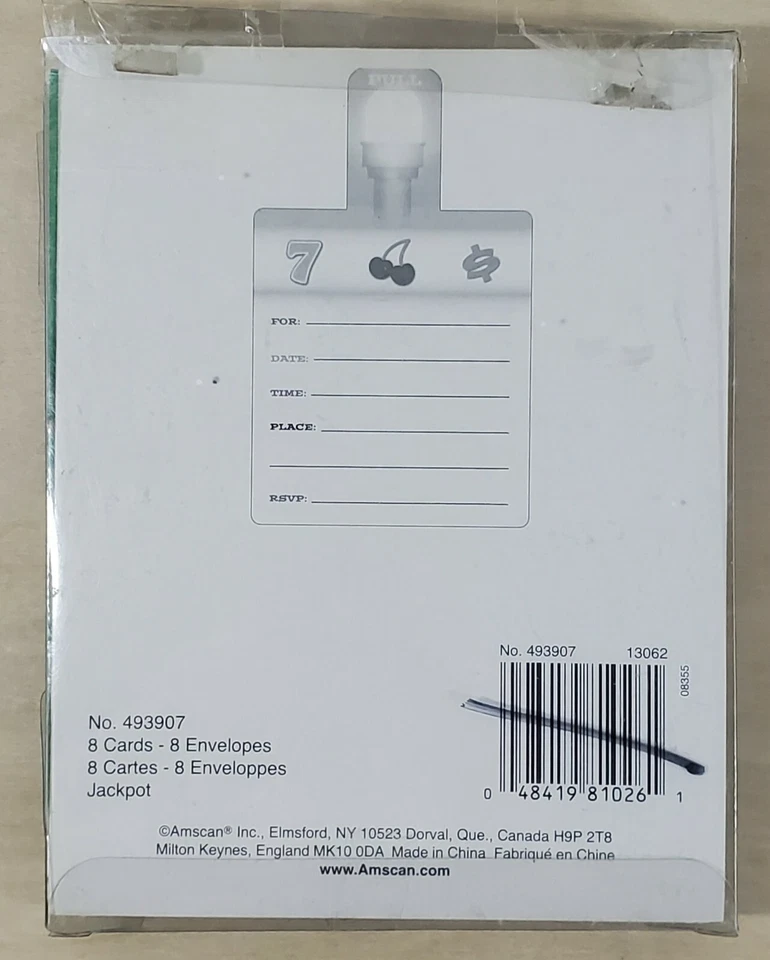 PULL
7 $
FOR:
DATE:
TIME:
PLACE:
RSVP:
No. 493907 13062
08355
0 48419 81026 1
No. 493907
8 Cards - 8 Envelopes
8 Cartes - 8 Enveloppes
Jackpot
©Amscan® Inc., Elmsford, NY 10523 Dorval, Que., Canada H9P 2T8
Milton Keynes, England MK10 0DA Made in China Fabriqué en Chine
www.Amscan.com